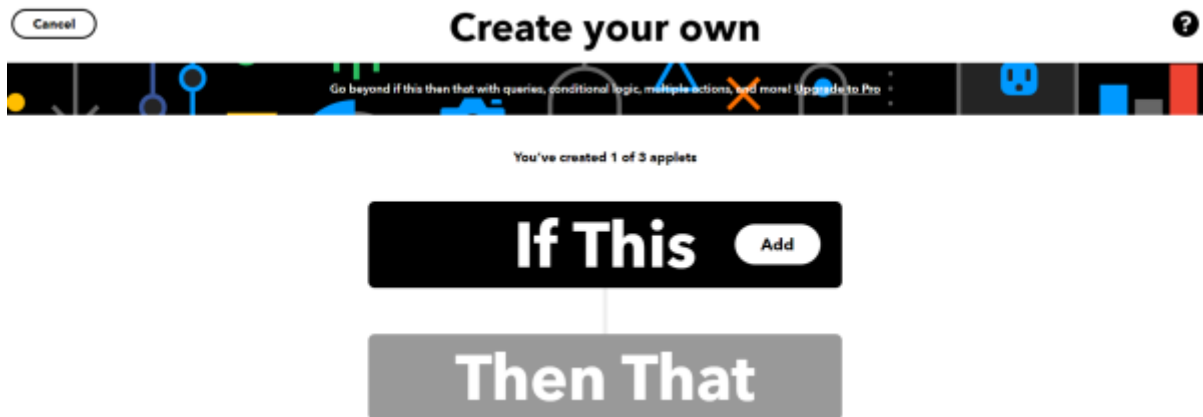 Cancel
Create your own
?
Go beyond if this then that with queries, conditional logic, multiple actions, and more! Upgrade to Pro
You've created 1 of 3 applets
If This
Add
Then That